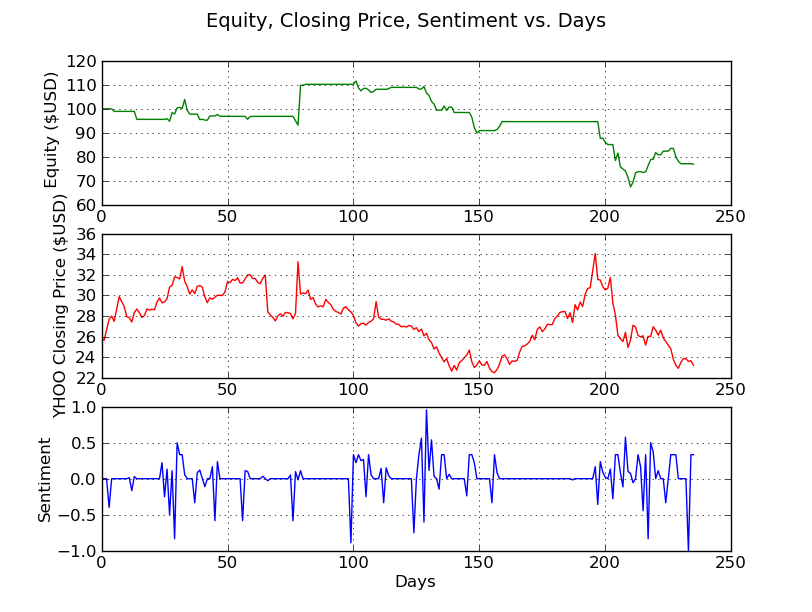 Equity, Closing Price, Sentiment vs. Days
120
110
100
90
80
70
60
Equity ($USD)
0 50 100 150 200 250
36
34
32
30
28
26
24
22
YHOO Closing Price ($USD)
0 50 100 150 200 250
1.0
0.5
0.0
−0.5
−1.0
Sentiment
0 50 100 150 200 250
Days